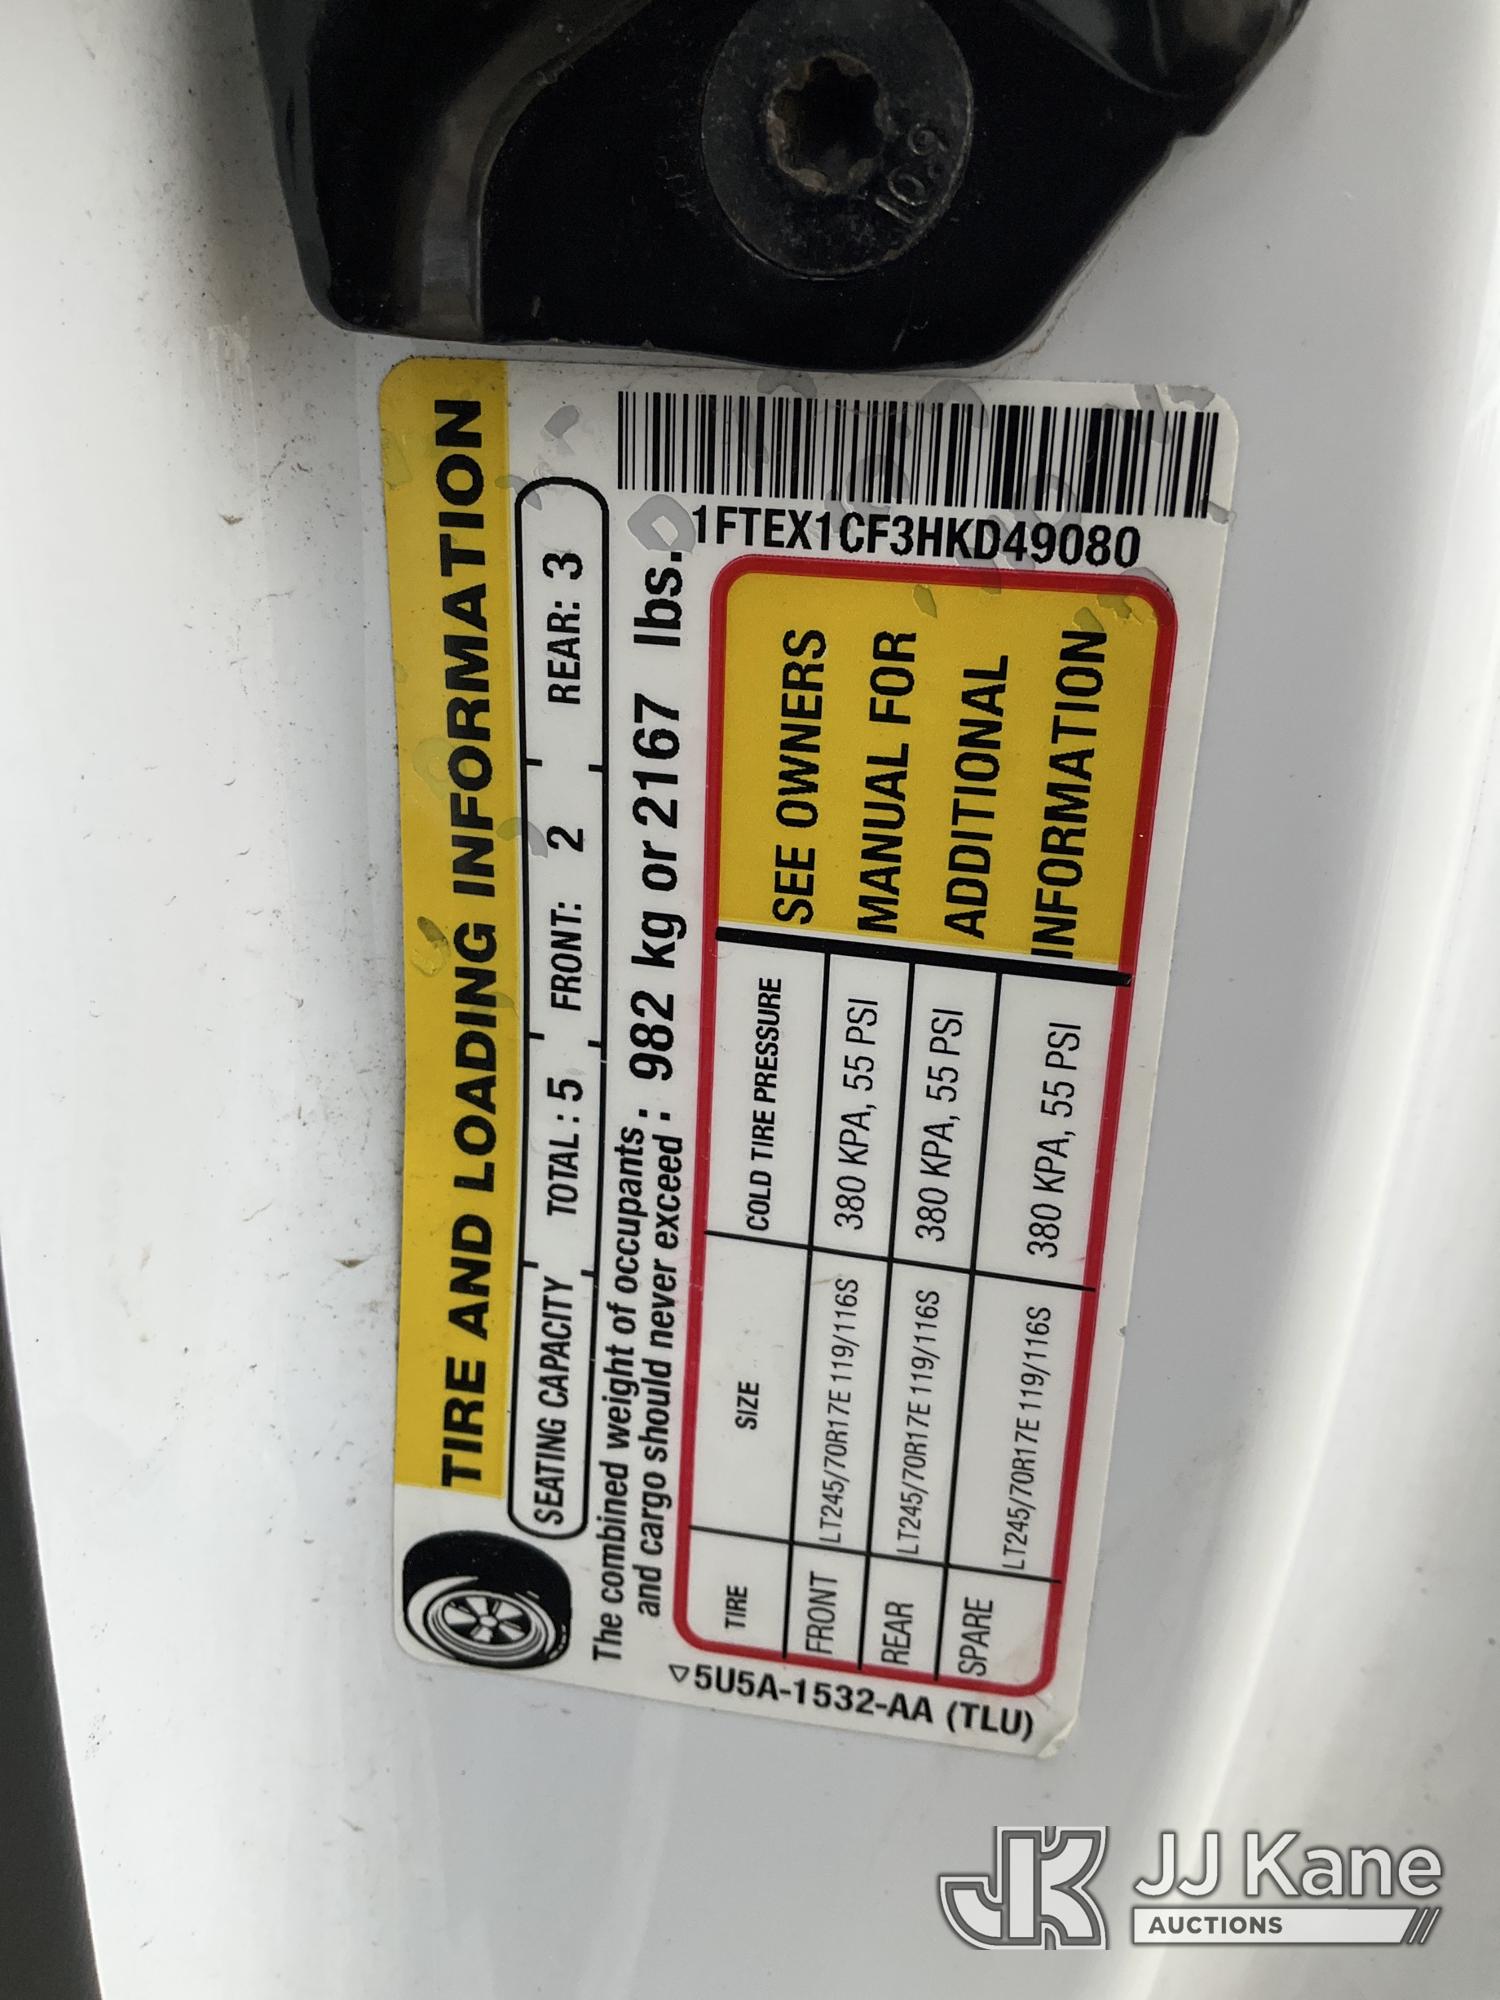 10.9
TIRE AND LOADING INFORMATION
SEATING CAPACITY TOTAL : 5 FRONT: 2 REAR: 3
The combined weight of occupants : 982 kg or 2167 lbs.
and cargo should never exceed :
1FTEX1CF3HKD49080
TIRE SIZE COLD TIRE PRESSURE
FRONT LT245/70R17E 119/116S 380 KPA, 55 PSI
REAR LT245/70R17E 119/116S 380 KPA, 55 PSI
SPARE LT245/70R17E 119/116S 380 KPA, 55 PSI
SEE OWNERS
MANUAL FOR
ADDITIONAL
INFORMATION
5U5A-1532-AA (TLU)
JK JJ Kane
AUCTIONS